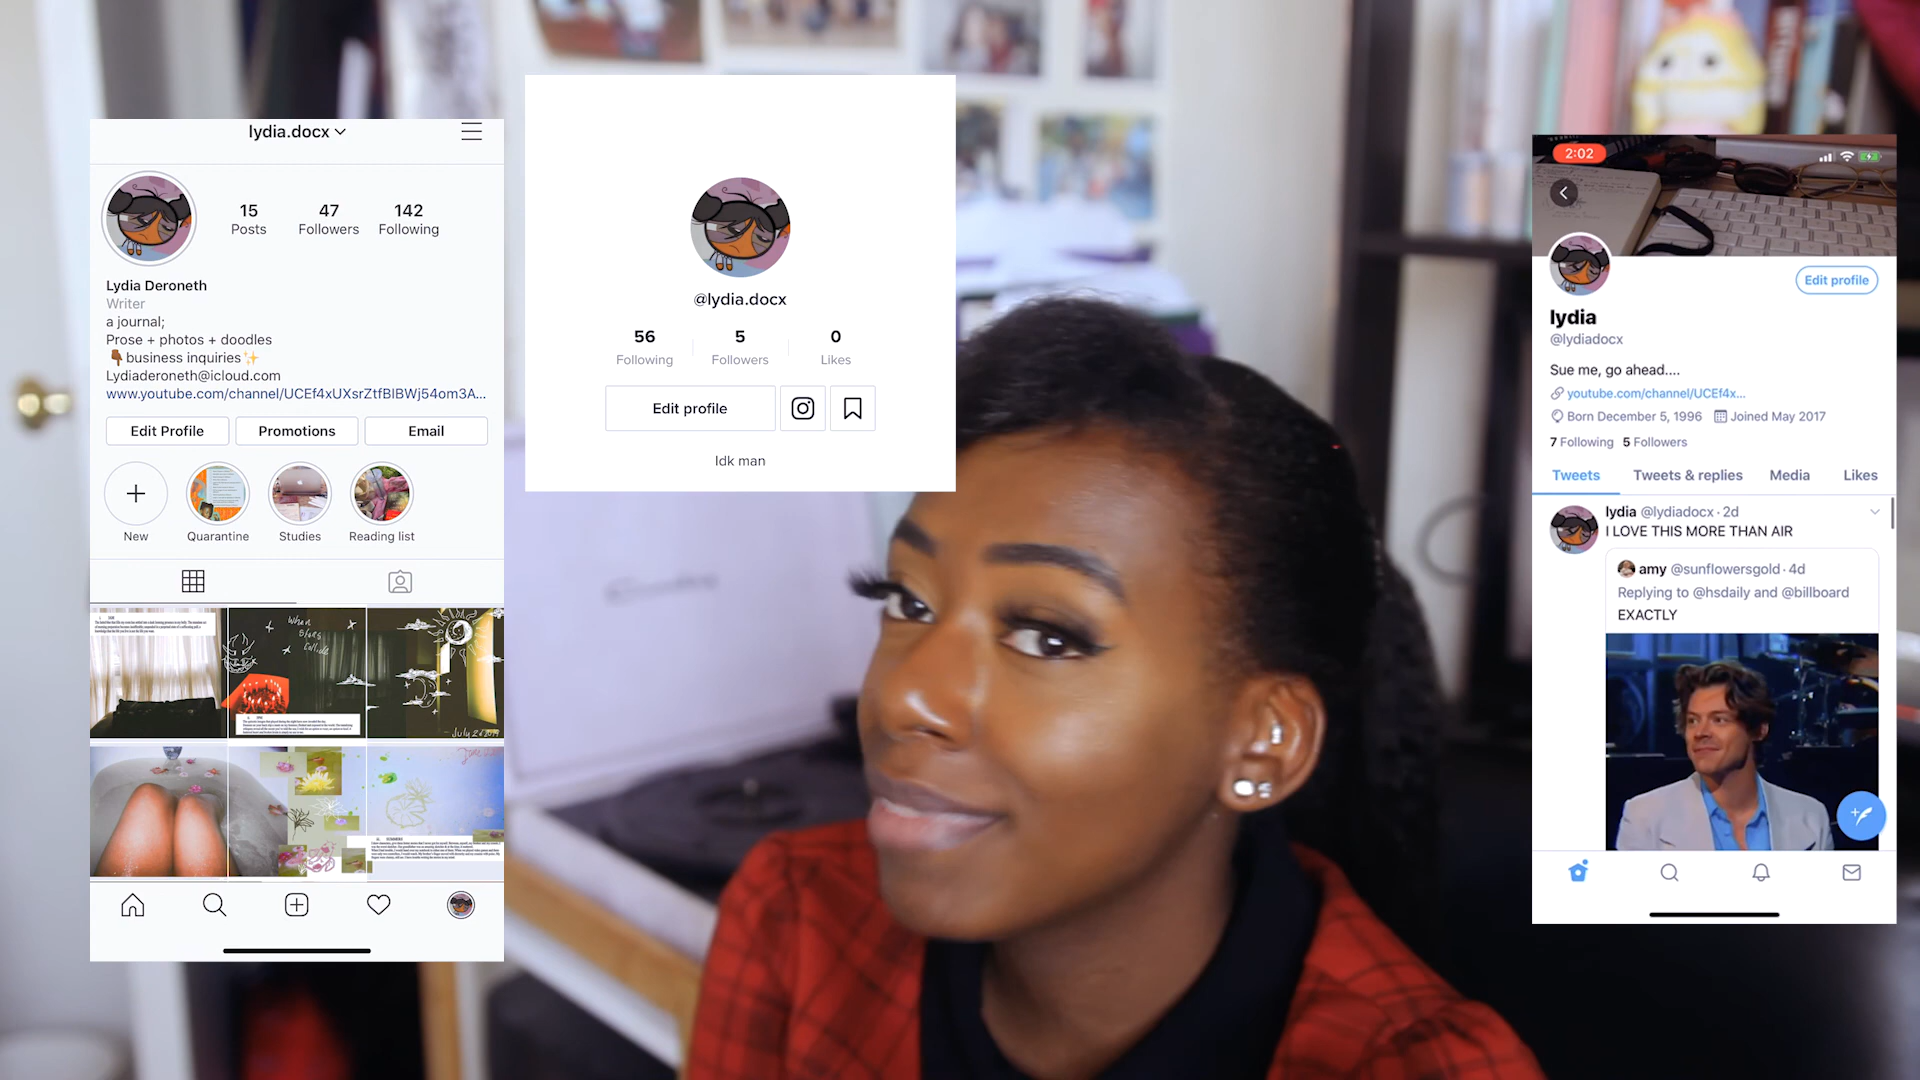 lydia.docx
15
47
142
Posts
Followers
Following
Lydia Deroneth
Writer
a journal;
Prose + photos + doodles
👇🏾business inquiries✨
Lydiaderoneth@icloud.com
www.youtube.com/channel/UCEf4xUXsrZtfBIBWj54om3A...
Edit Profile
Promotions
Email
New
Quarantine
Studies
Reading list
When
Stars
Collide
@lydia.docx
56
5
0
Following
Followers
Likes
Edit profile
Idk man
2:02
Edit profile
lydia
@lydiadocx
Sue me, go ahead....
youtube.com/channel/UCEf4x...
Born December 5, 1996 Joined May 2017
7 Following 5 Followers
Tweets
Tweets & replies
Media
Likes
lydia @lydiadocx · 2d
I LOVE THIS MORE THAN AIR
amy @sunflowersgold · 4d
Replying to @hsdaily and @billboard
EXACTLY